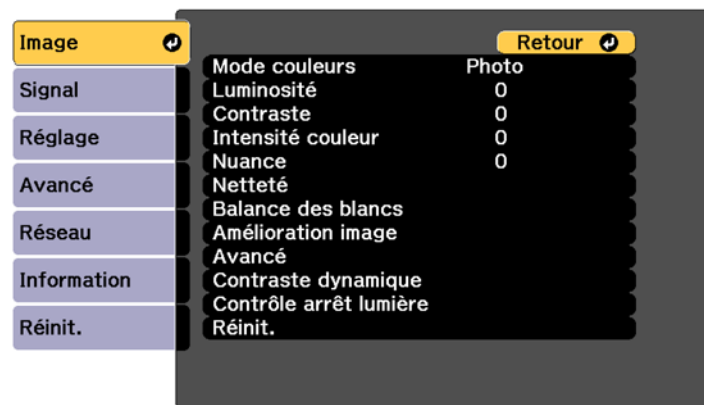 Image
Signal
Réglage
Avancé
Réseau
Information
Réinit.
Retour
Mode couleurs Photo
Luminosité 0
Contraste 0
Intensité couleur 0
Nuance 0
Netteté
Balance des blancs
Amélioration image
Avancé
Contraste dynamique
Contrôle arrêt lumière
Réinit.